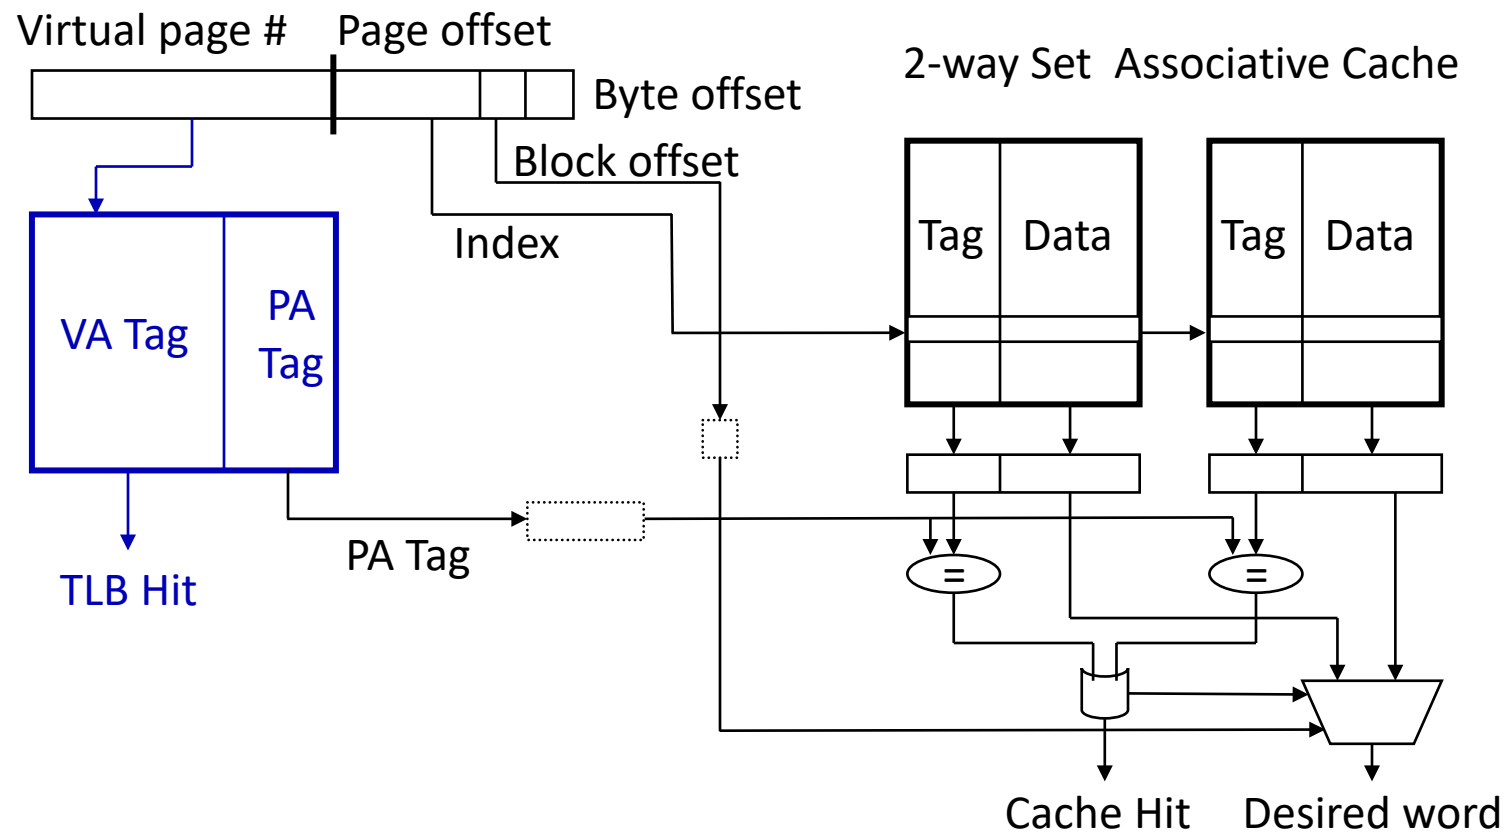 Virtual page #
Page offset
2-way Set Associative Cache
Byte offset
Block offset
Index
Tag
Data
Tag
Data
VA Tag
PA
Tag
PA Tag
TLB Hit
=
=
Cache Hit
Desired word